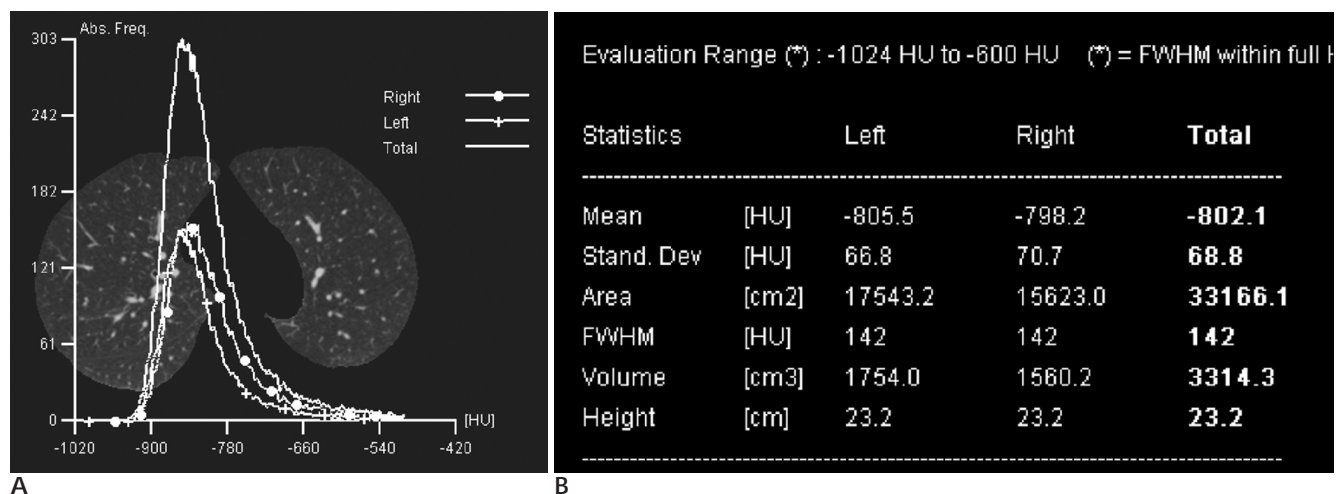 Abs. Freq.
303
242
182
121
61
0
-1020 -900 -780 -660 -540 -420
[HU]
Right
Left
Total
A
Evaluation Range (*) : -1024 HU to -600 HU (*) = FWHM within full
Statistics Left Right Total
Mean [HU] -805.5 -798.2 -802.1
Stand. Dev [HU] 66.8 70.7 68.8
Area [cm2] 17543.2 15623.0 33166.1
FWHM [HU] 142 142 142
Volume [cm3] 1754.0 1560.2 3314.3
Height [cm] 23.2 23.2 23.2
B